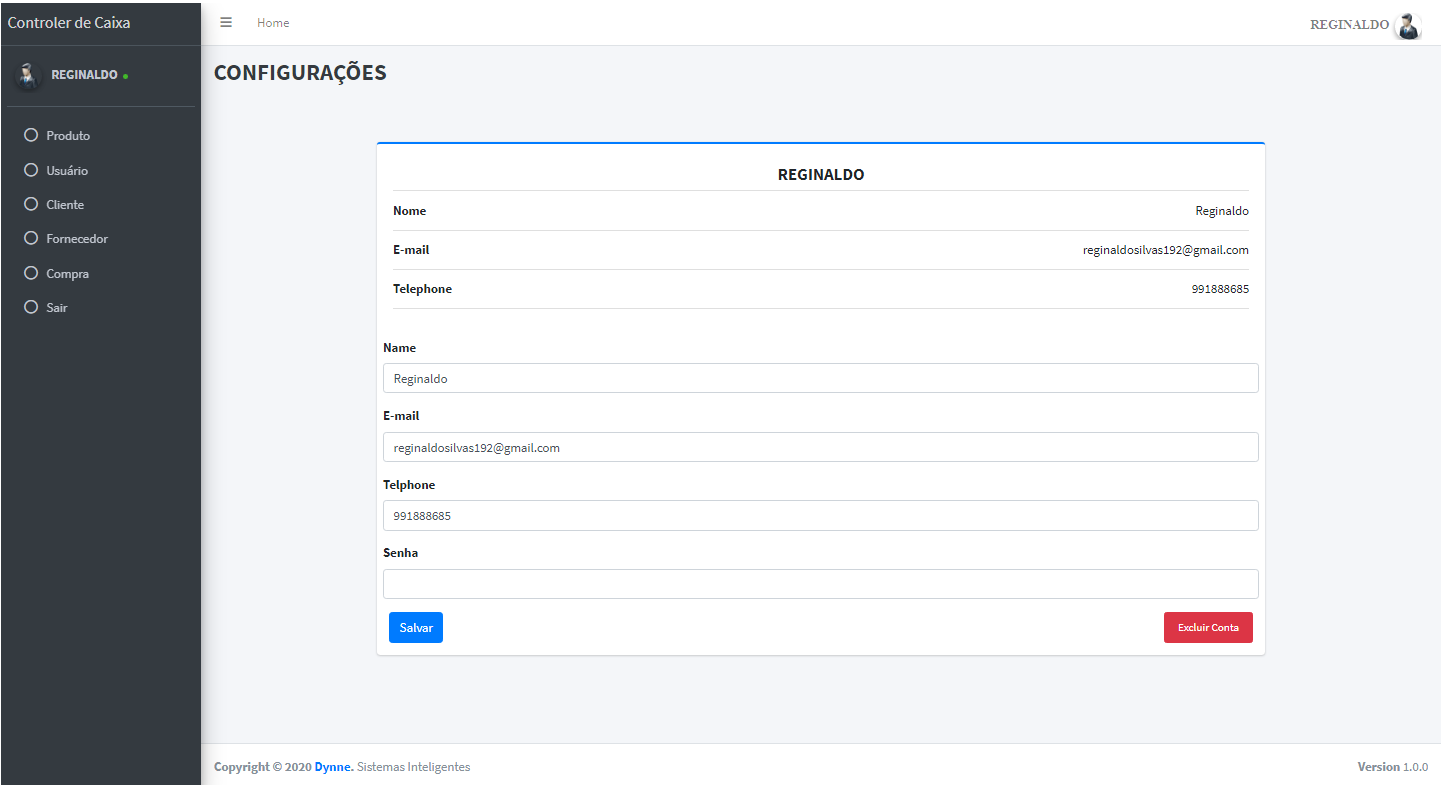 Controler de Caixa
Home
REGINALDO
REGINALDO
Produto
Usuário
Cliente
Fornecedor
Compra
Sair
CONFIGURAÇÕES
REGINALDO
Nome Reginaldo
E-mail reginaldosilvas192@gmail.com
Telephone 991888685
Name
Reginaldo
E-mail
reginaldosilvas192@gmail.com
Telphone
991888685
Senha
Salvar Excluir Conta
Copyright © 2020 Dynne. Sistemas Inteligentes Version 1.0.0